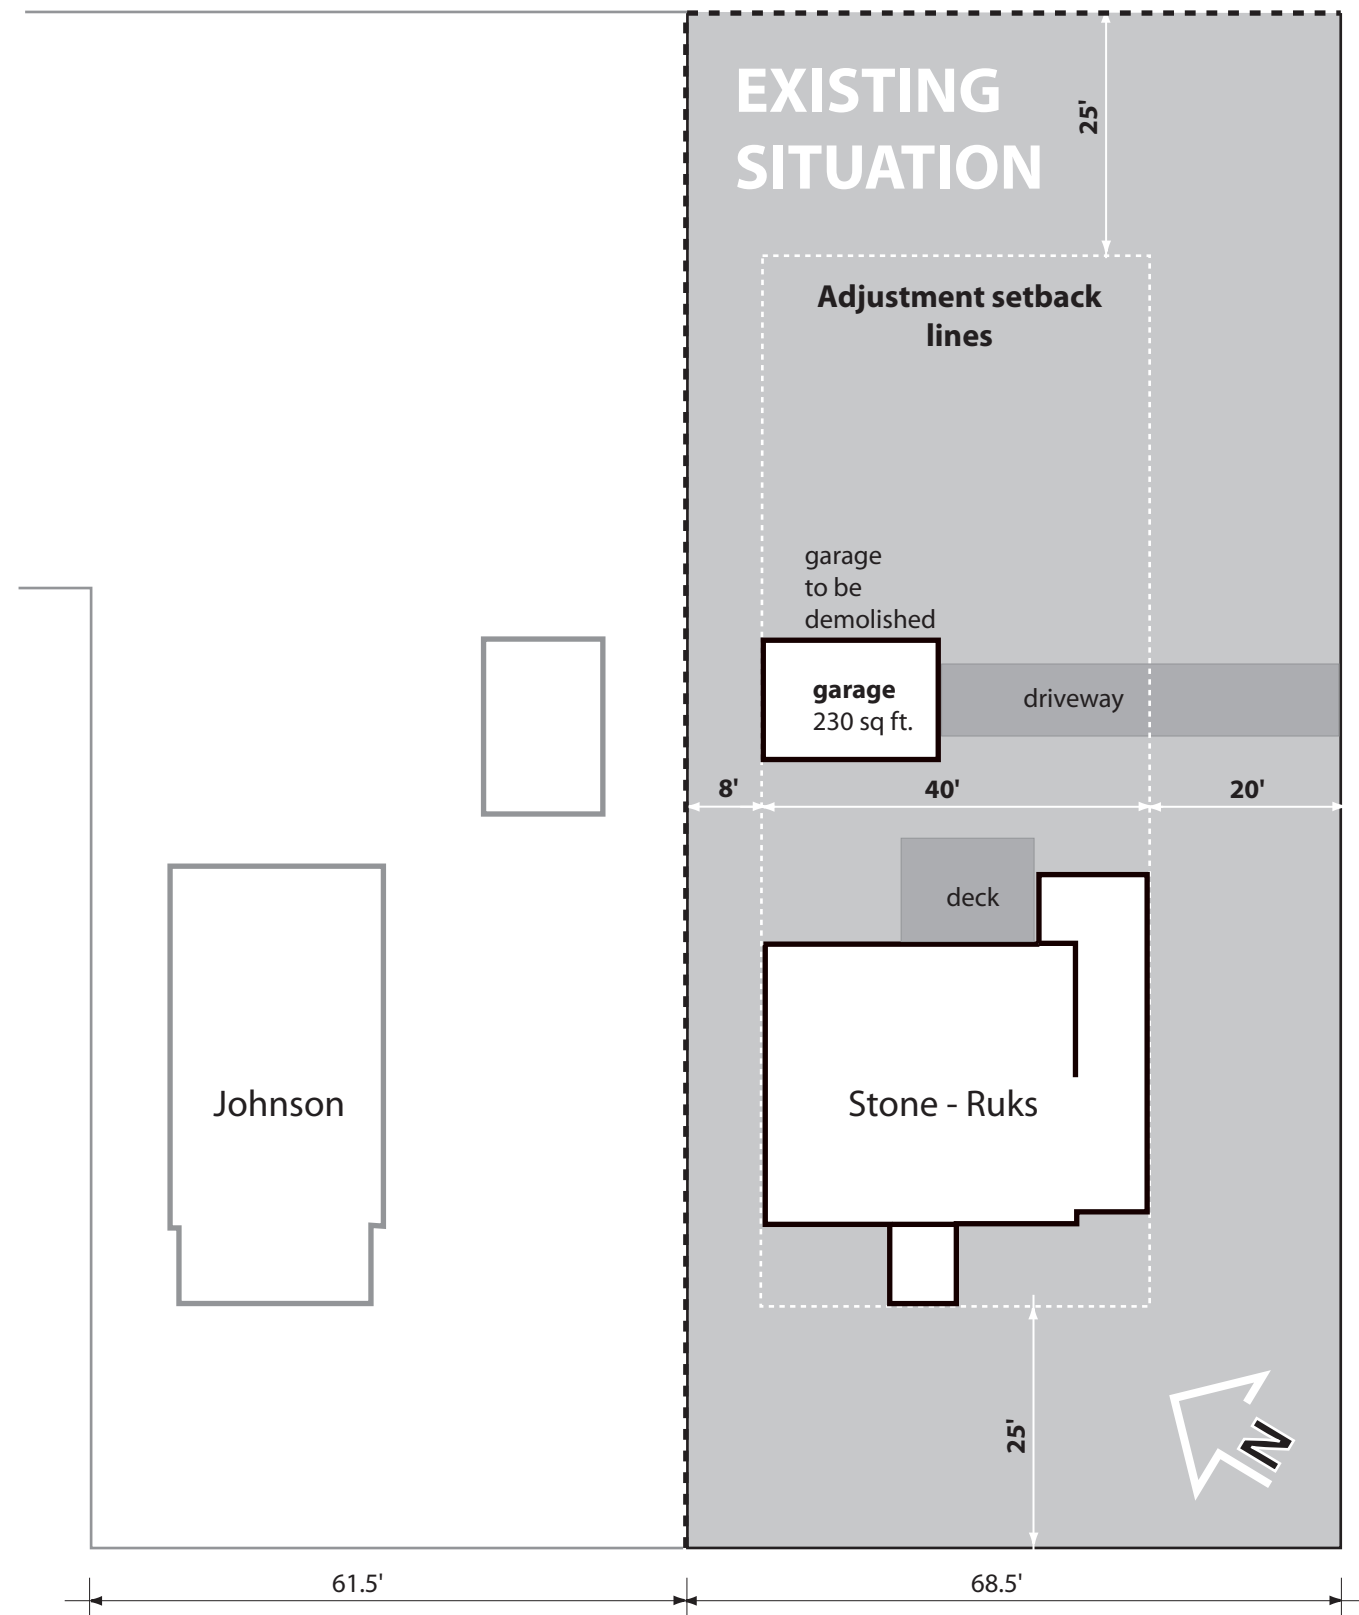 EXISTING
SITUATION
25'
Adjustment setback
lines
garage
to be
demolished
garage
230 sq ft.
driveway
8'
40'
20'
deck
Johnson
Stone - Ruks
25'
N
61.5'
68.5'